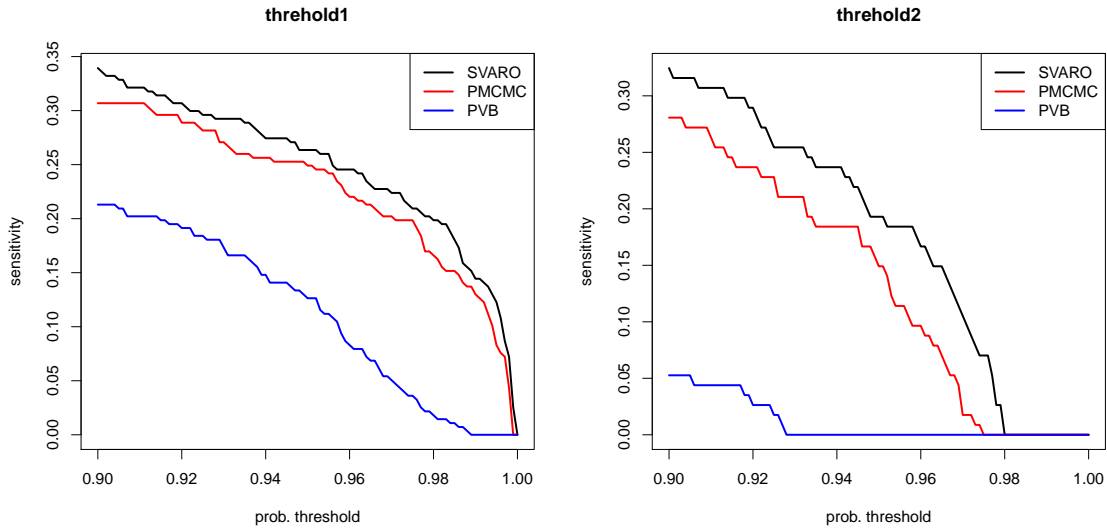 threhold1
sensitivity
0.35
0.30
0.25
0.20
0.15
0.10
0.05
0.00
SVARO
PMCMC
PVB
0.90 0.92 0.94 0.96 0.98 1.00
prob. threshold
threhold2
sensitivity
0.30
0.25
0.20
0.15
0.10
0.05
0.00
SVARO
PMCMC
PVB
0.90 0.92 0.94 0.96 0.98 1.00
prob. threshold